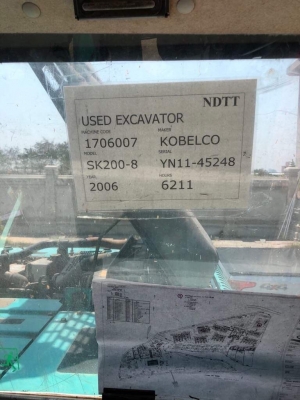 NDTT
USED EXCAVATOR
MACHINE CODE MAKER
1706007 KOBELCO
MODEL SERIAL
SK200-8 YN11-45248
YEAR HOURS
2006 6211